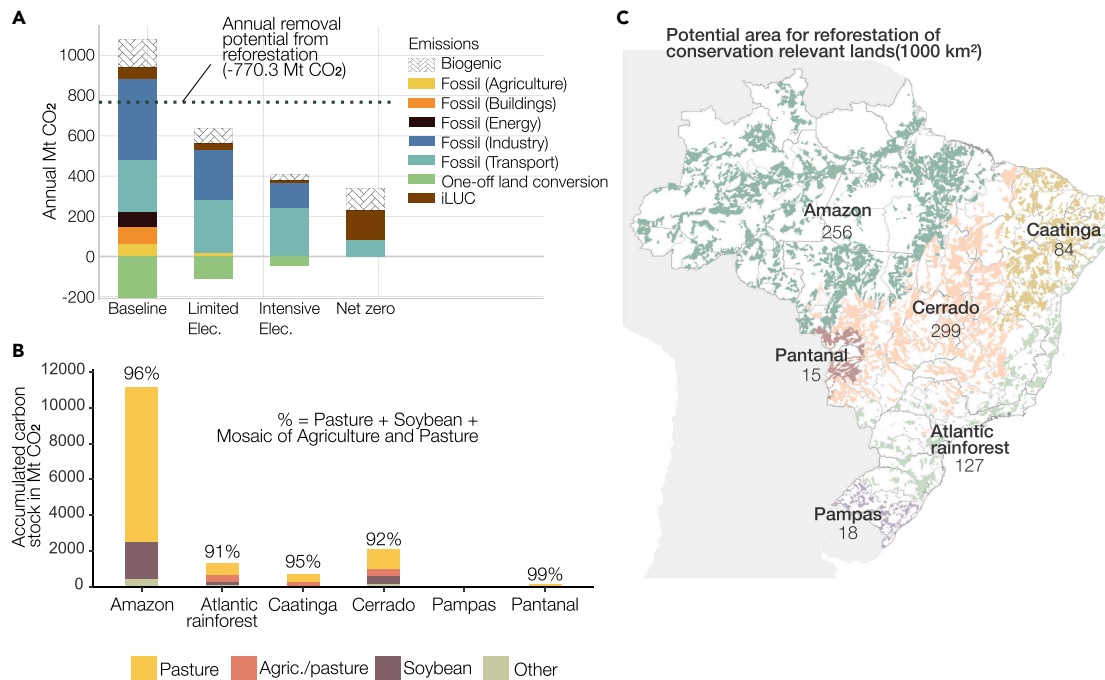 A
Annual removal
potential from
reforestation
(-770.3 Mt CO2)
Annual Mt CO2
1000
800
600
400
200
0
-200
Baseline
Limited
Elec.
Intensive
Elec.
Net zero
Emissions
Biogenic
Fossil (Agriculture)
Fossil (Buildings)
Fossil (Energy)
Fossil (Industry)
Fossil (Transport)
One-off land conversion
iLUC
B
Accumulated carbon
stock in Mt CO2
12000
10000
8000
6000
4000
2000
0
96%
91%
95%
92%
99%
% = Pasture + Soybean +
Mosaic of Agriculture and Pasture
Amazon
Atlantic
rainforest
Caatinga
Cerrado
Pampas
Pantanal
Pasture
Agric./pasture
Soybean
Other
C
Potential area for reforestation of
conservation relevant lands(1000 km²)
Amazon
256
Caatinga
84
Cerrado
299
Pantanal
15
Atlantic
rainforest
127
Pampas
18